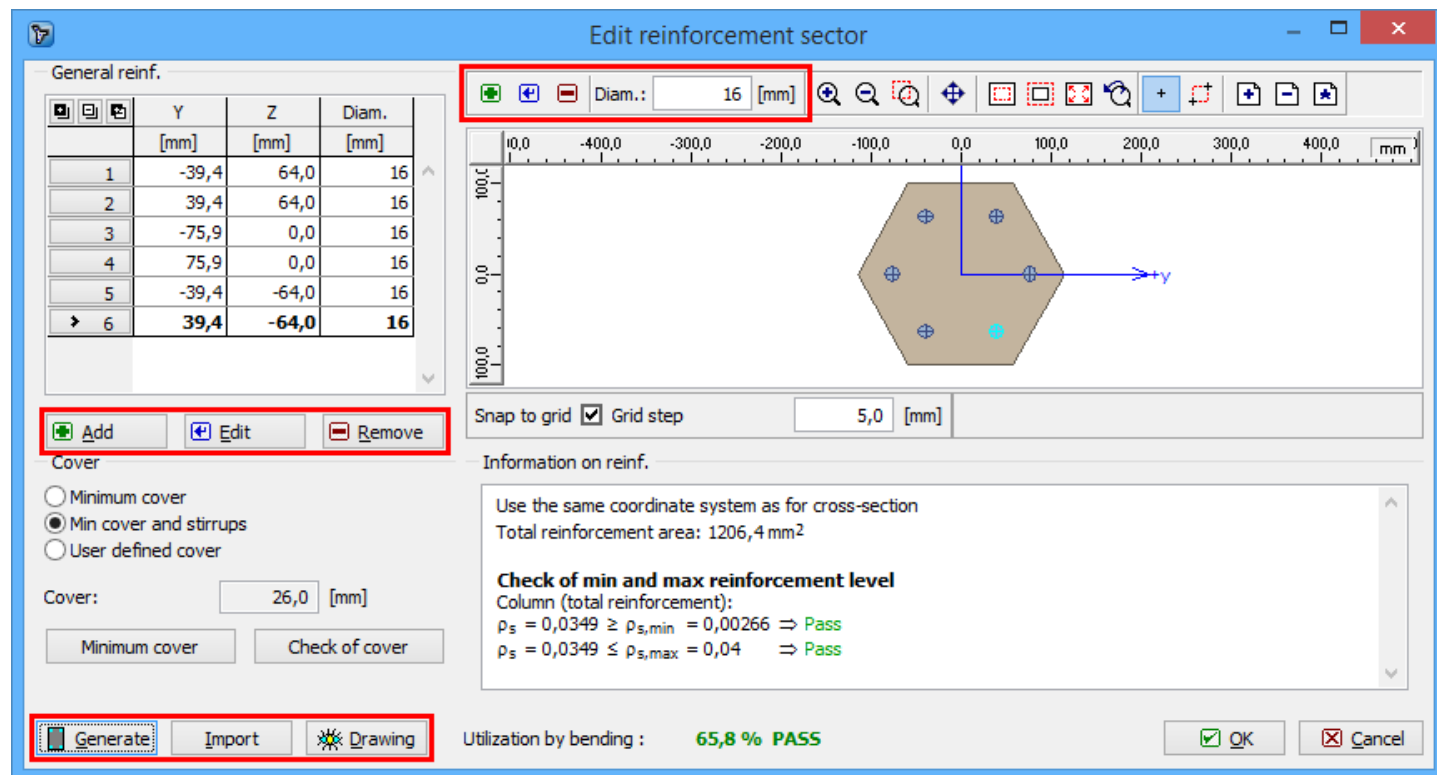 Edit reinforcement sector
General reinf.
Y Z Diam.
[mm] [mm] [mm]
1 -39,4 64,0 16
2 39,4 64,0 16
3 -75,9 0,0 16
4 75,9 0,0 16
5 -39,4 -64,0 16
6 39,4 -64,0 16
Add Edit Remove
Cover
Minimum cover
Min cover and stirrups
User defined cover
Cover: 26,0 [mm]
Minimum cover Check of cover
Generate Import Drawing
Diam.: 16 [mm]
00,0 -400,0 -300,0 -200,0 -100,0 0,0 100,0 200,0 300,0 400,0 mm
100,0
0,0
100,0
+y
Snap to grid Grid step 5,0 [mm]
Information on reinf.
Use the same coordinate system as for cross-section
Total reinforcement area: 1206,4 mm2
Check of min and max reinforcement level
Column (total reinforcement):
ρs = 0,0349 ≥ ρs,min = 0,00266 ⇒ Pass
ρs = 0,0349 ≤ ρs,max = 0,04 ⇒ Pass
Utilization by bending : 65,8 % PASS
OK Cancel